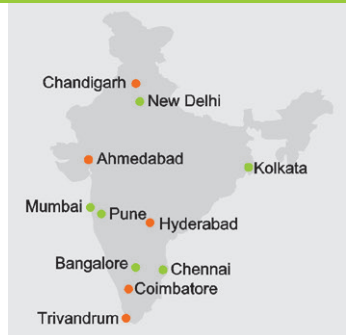 Chandigarh
New Delhi
Ahmedabad
Kolkata
Mumbai
Pune
Hyderabad
Bangalore
Chennai
Coimbatore
Trivandrum